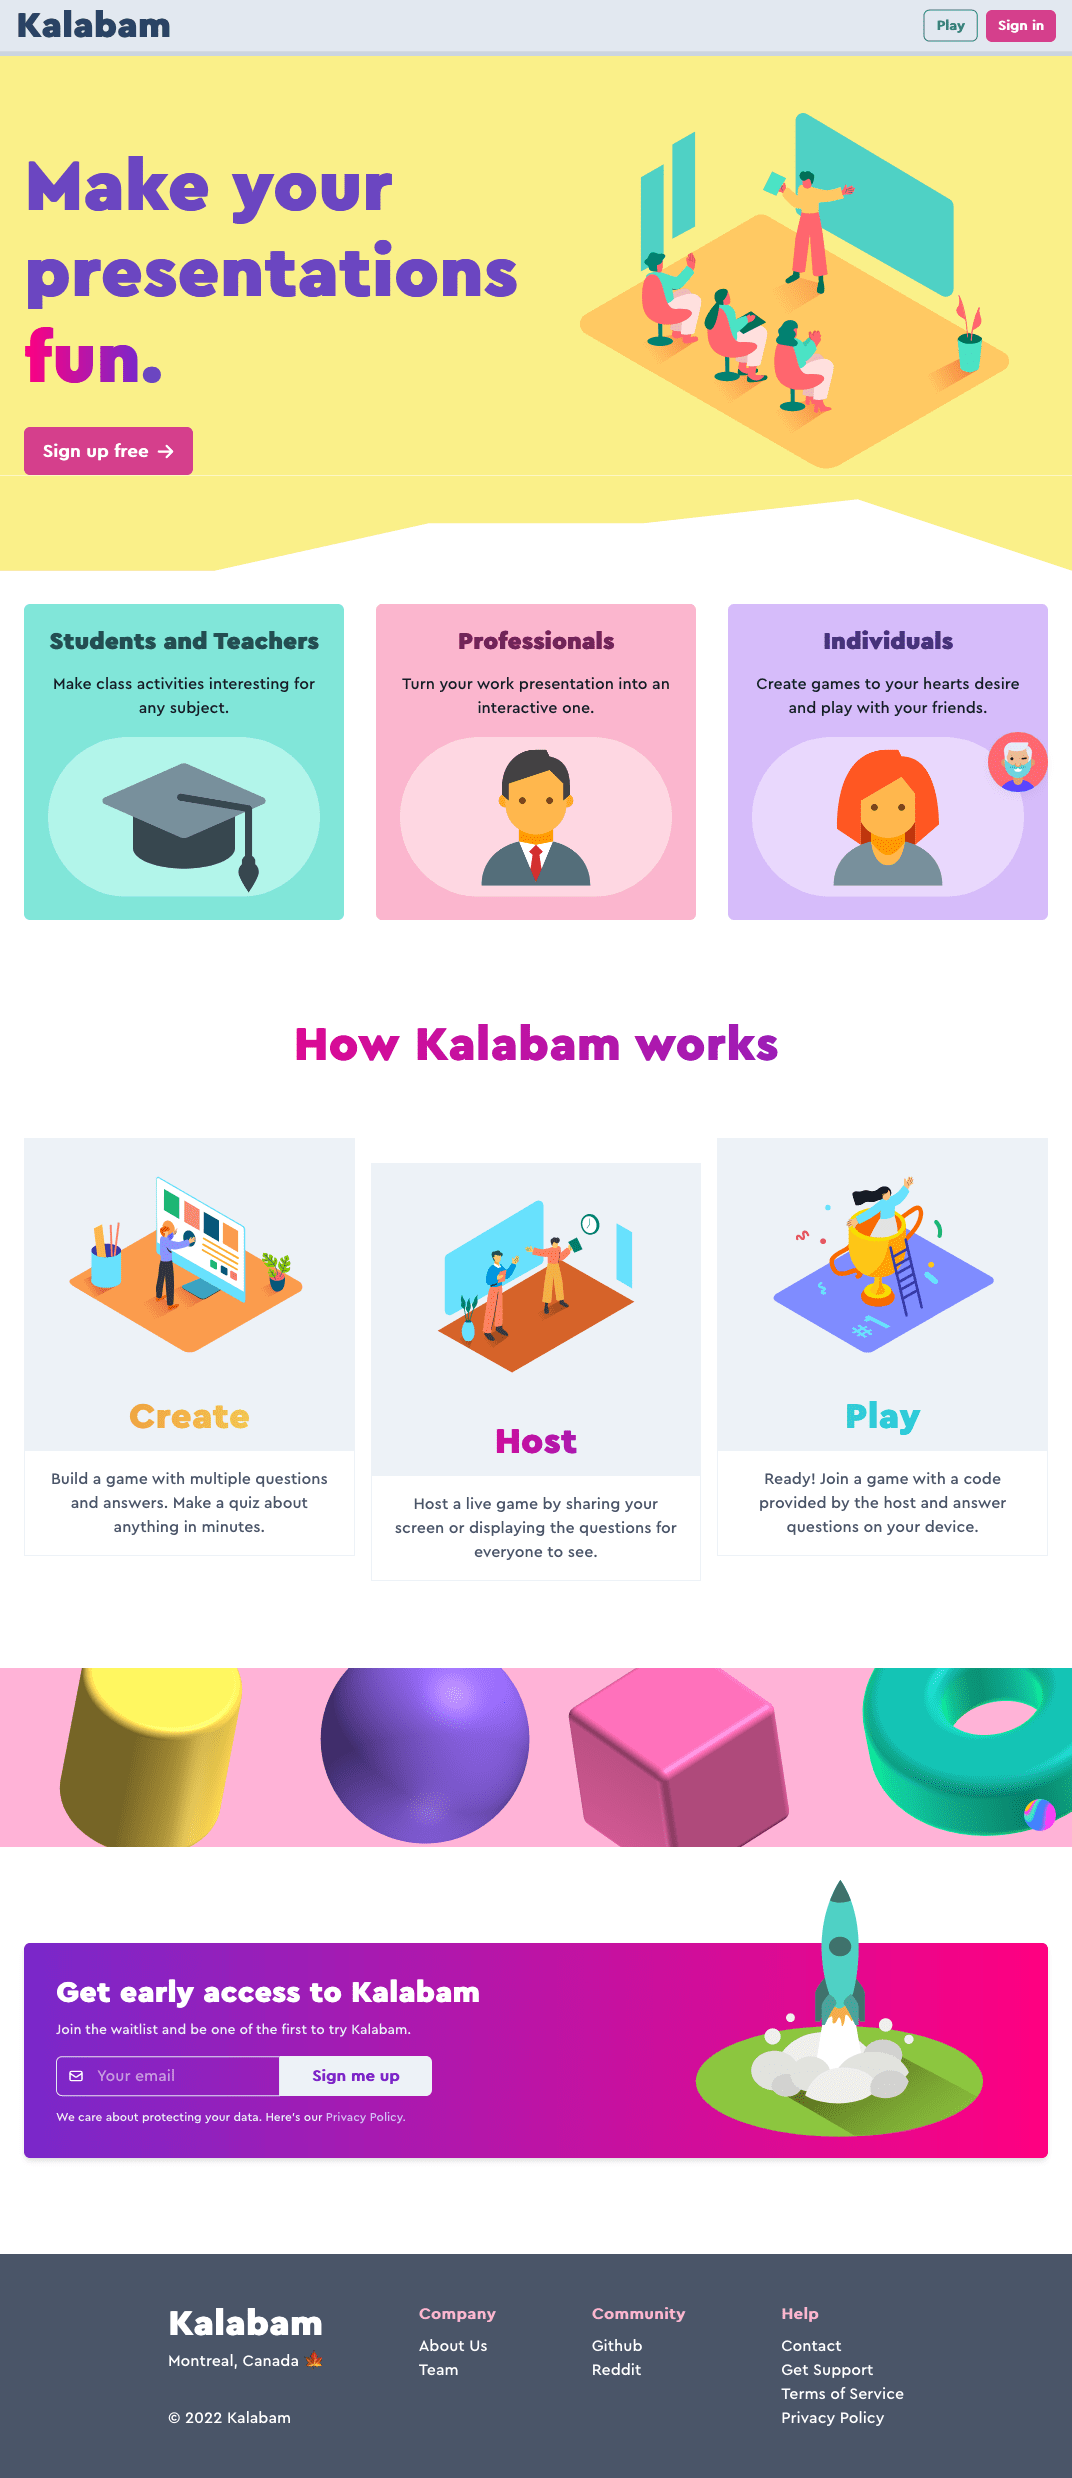 Kalabam
Play
Sign in
Make your
presentations
fun.
Sign up free →
Students and Teachers
Make class activities interesting for
any subject.
Professionals
Turn your work presentation into an
interactive one.
Individuals
Create games to your hearts desire
and play with your friends.
How Kalabam works
Create
Build a game with multiple questions
and answers. Make a quiz about
anything in minutes.
Host
Host a live game by sharing your
screen or displaying the questions for
everyone to see.
#1
Play
Ready! Join a game with a code
provided by the host and answer
questions on your device.
Get early access to Kalabam
Join the waitlist and be one of the first to try Kalabam.
Your email
Sign me up
We care about protecting your data. Here's our Privacy Policy.
Kalabam
Montreal, Canada 🍁
© 2022 Kalabam
Company
About Us
Team
Community
Github
Reddit
Help
Contact
Get Support
Terms of Service
Privacy Policy